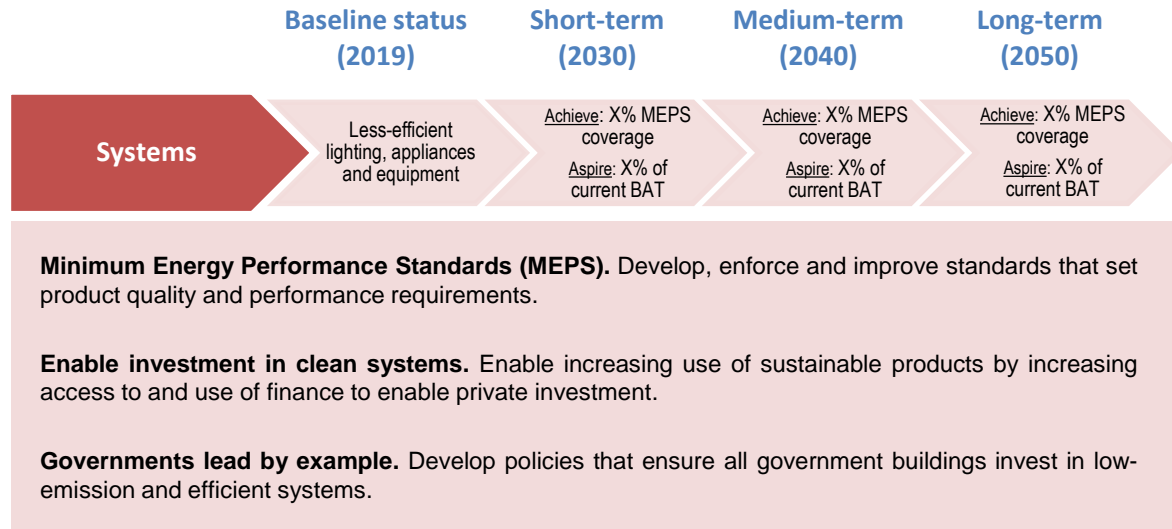 Baseline status Short-term Medium-term Long-term
(2019) (2030) (2040) (2050)
Systems
Less-efficient
lighting, appliances
and equipment
Achieve: X% MEPS
coverage
Aspire: X% of
current BAT
Achieve: X% MEPS
coverage
Aspire: X% of
current BAT
Achieve: X% MEPS
coverage
Aspire: X% of
current BAT
Minimum Energy Performance Standards (MEPS). Develop, enforce and improve standards that set
product quality and performance requirements.
Enable investment in clean systems. Enable increasing use of sustainable products by increasing
access to and use of finance to enable private investment.
Governments lead by example. Develop policies that ensure all government buildings invest in low-
emission and efficient systems.